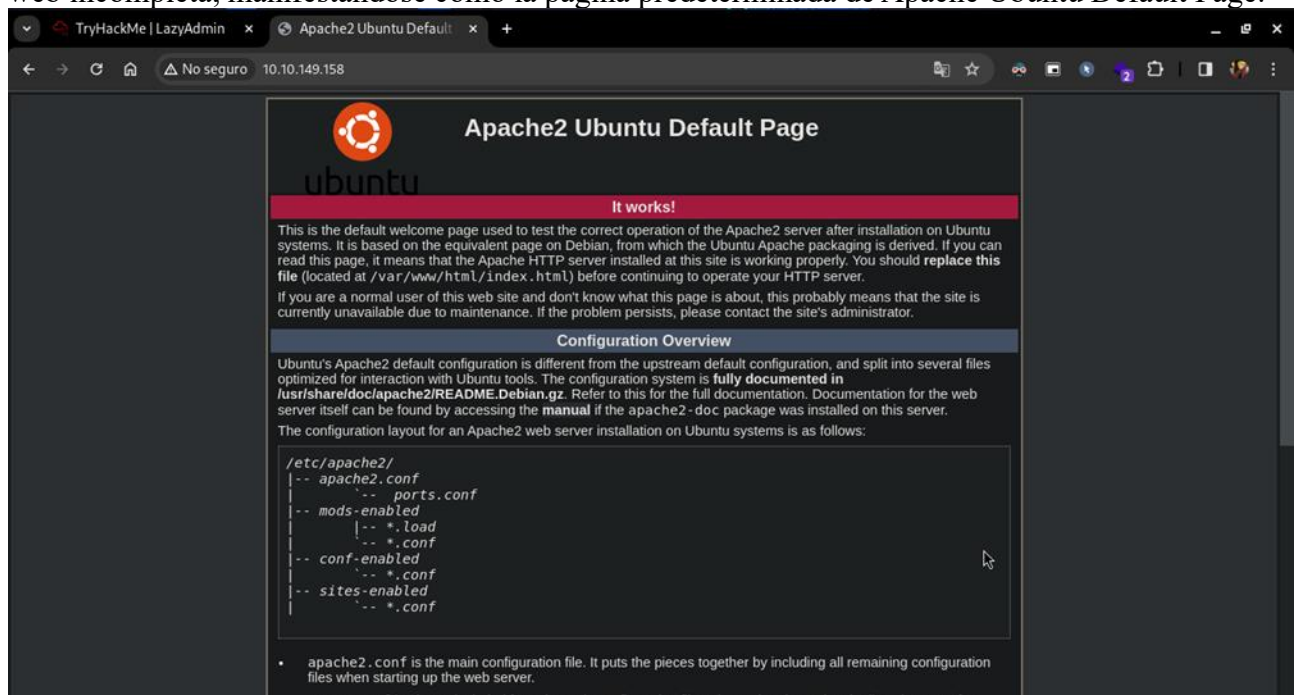 web incompleta, manifestándose como la página predeterminada de Apache Ubuntu Default Page.
TryHackMe | LazyAdmin
Apache2 Ubuntu Default
No seguro 10.10.149.158
2
ubuntu
Apache2 Ubuntu Default Page
It works!
This is the default welcome page used to test the correct operation of the Apache2 server after installation on Ubuntu
systems. It is based on the equivalent page on Debian, from which the Ubuntu Apache packaging is derived. If you can
read this page, it means that the Apache HTTP server installed at this site is working properly. You should replace this
file (located at /var/www/html/index.html) before continuing to operate your HTTP server.
If you are a normal user of this web site and don't know what this page is about, this probably means that the site is
currently unavailable due to maintenance. If the problem persists, please contact the site's administrator.
Configuration Overview
Ubuntu's Apache2 default configuration is different from the upstream default configuration, and split into several files
optimized for interaction with Ubuntu tools. The configuration system is fully documented in
/usr/share/doc/apache2/README.Debian.gz. Refer to this for the full documentation. Documentation for the web
server itself can be found by accessing the manual if the apache2-doc package was installed on this server.
The configuration layout for an Apache2 web server installation on Ubuntu systems is as follows:
/etc/apache2/
|-- apache2.conf
|       `--  ports.conf
|-- mods-enabled
|       |-- *.load
|       `-- *.conf
|-- conf-enabled
|       `-- *.conf
|-- sites-enabled
|       `-- *.conf
• apache2.conf is the main configuration file. It puts the pieces together by including all remaining configuration
files when starting up the web server.